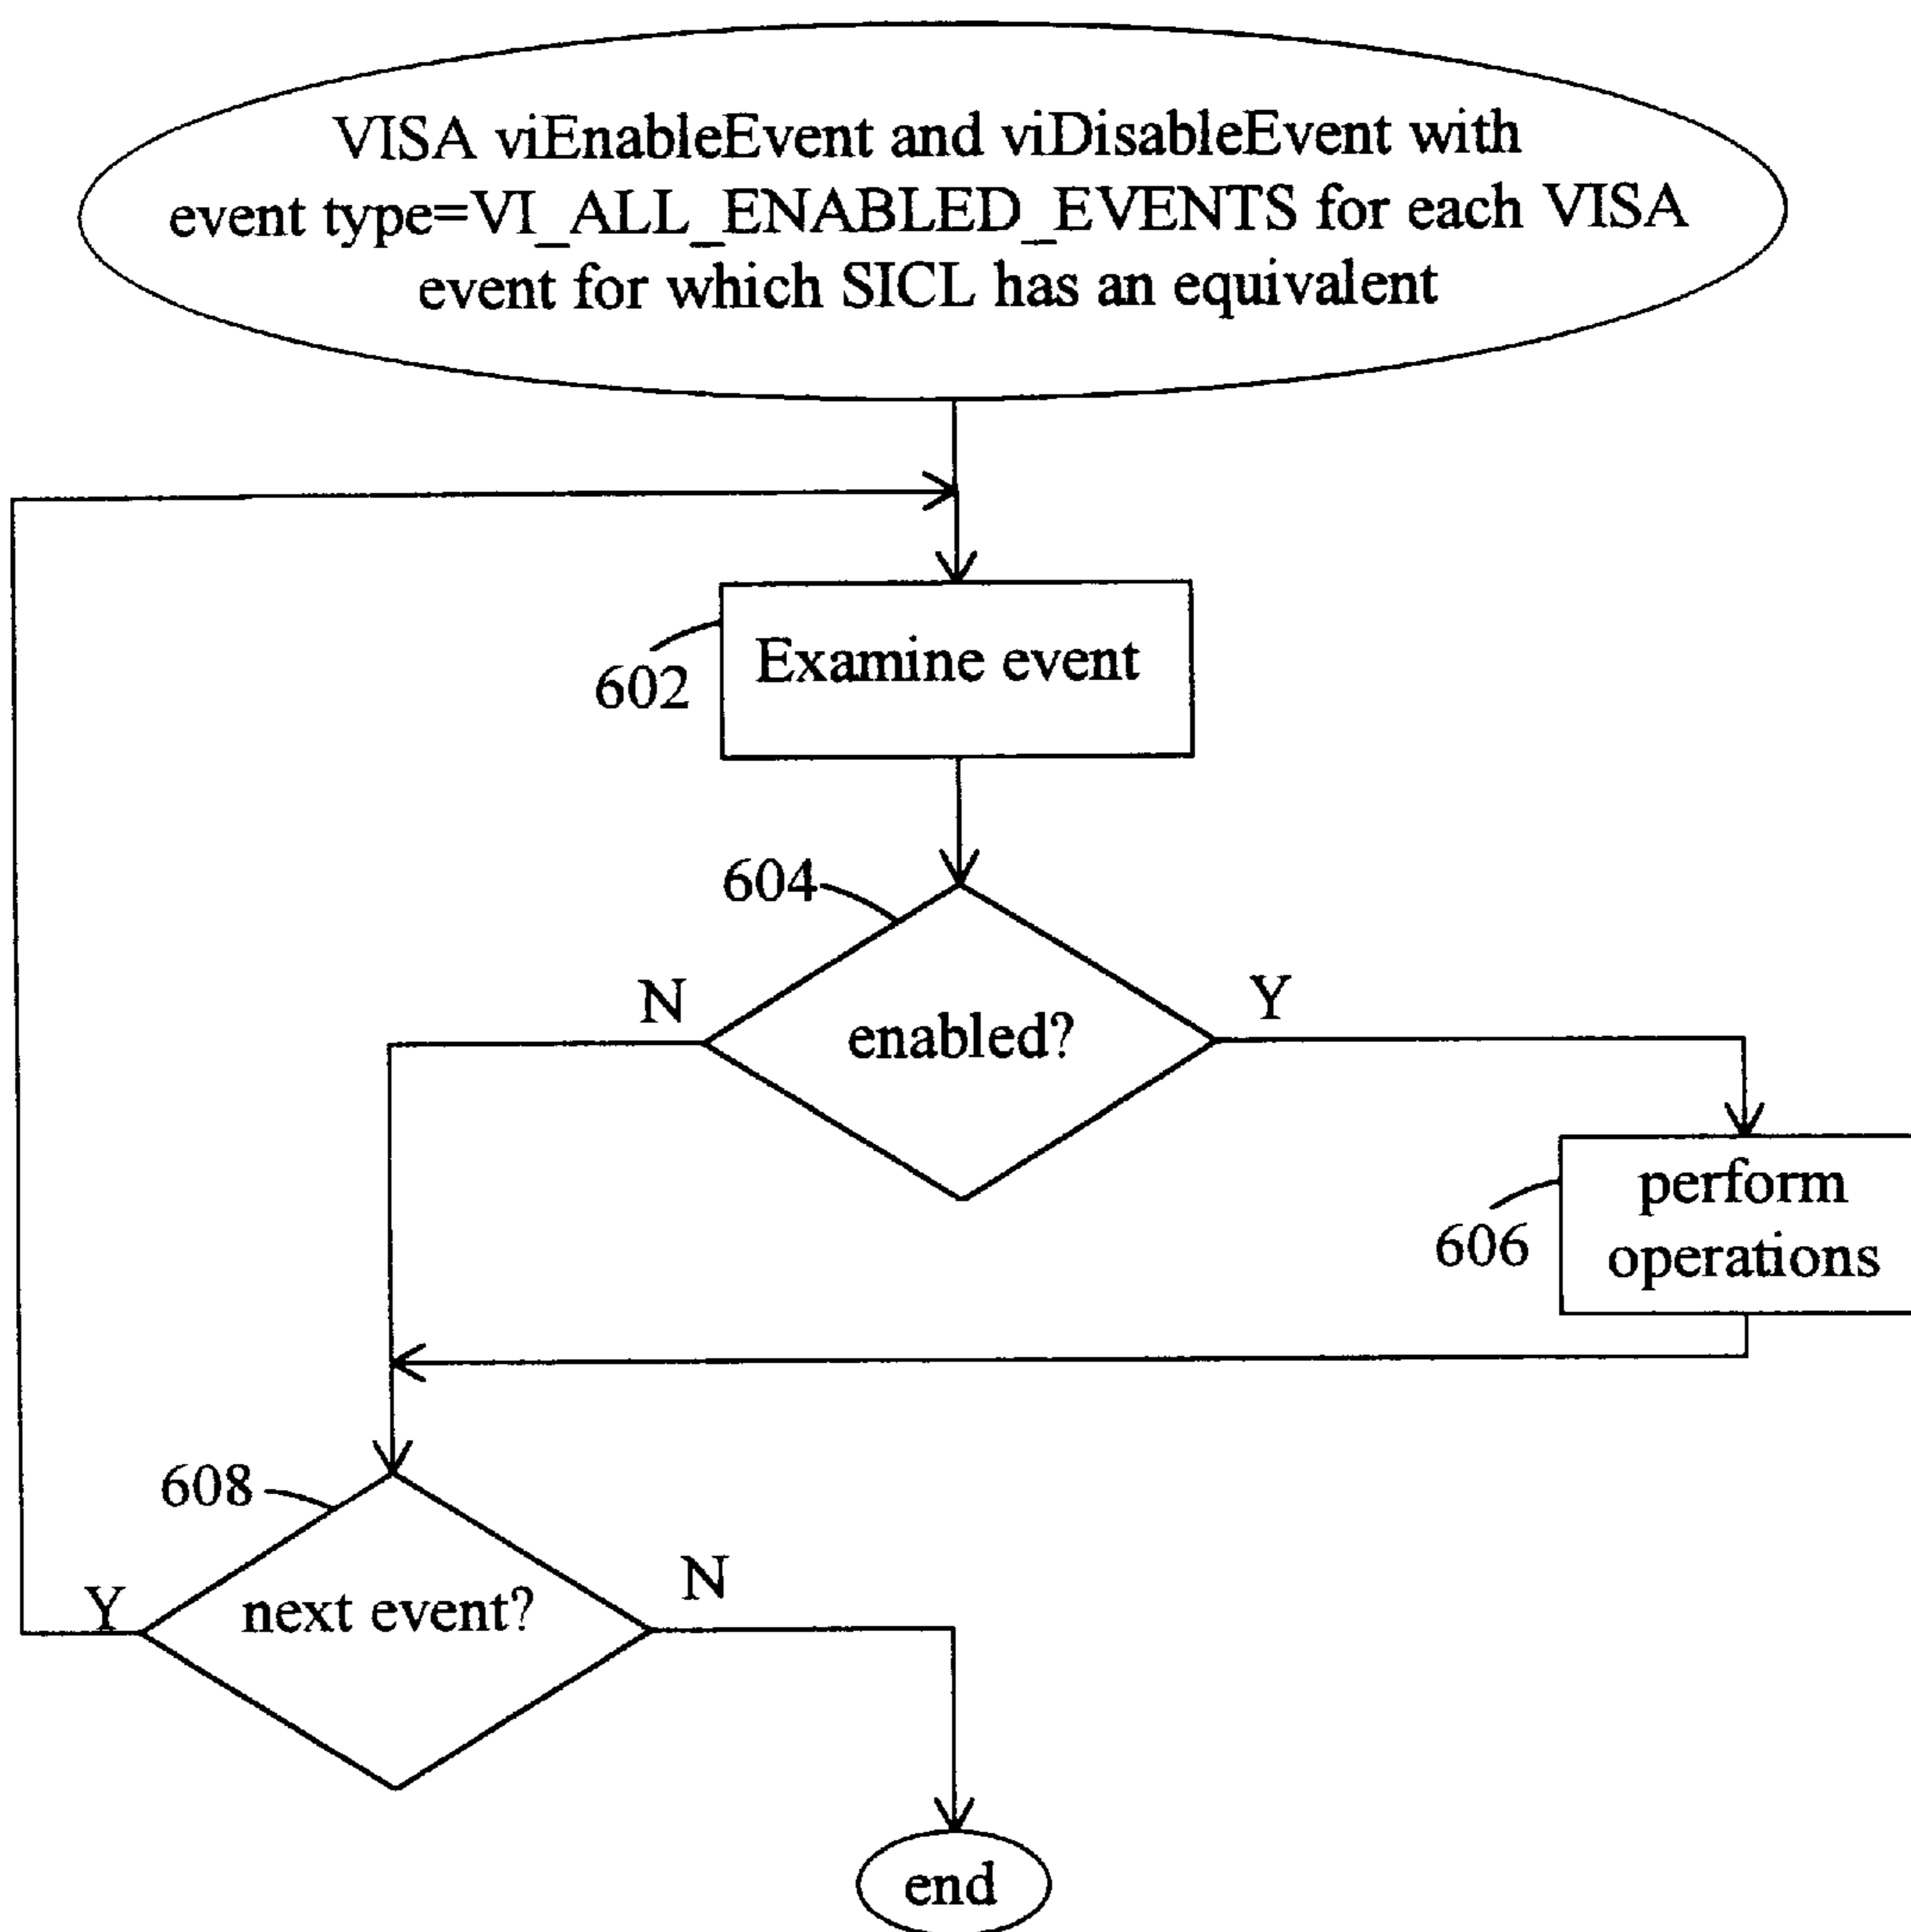 VISA viEnableEvent and viDisableEvent with
event type=VI_ALL_ENABLED_EVENTS for each VISA
event for which SICL has an equivalent
602
Examine event
604
N
enabled?
Y
606
perform
operations
608
Y
next event?
N
end